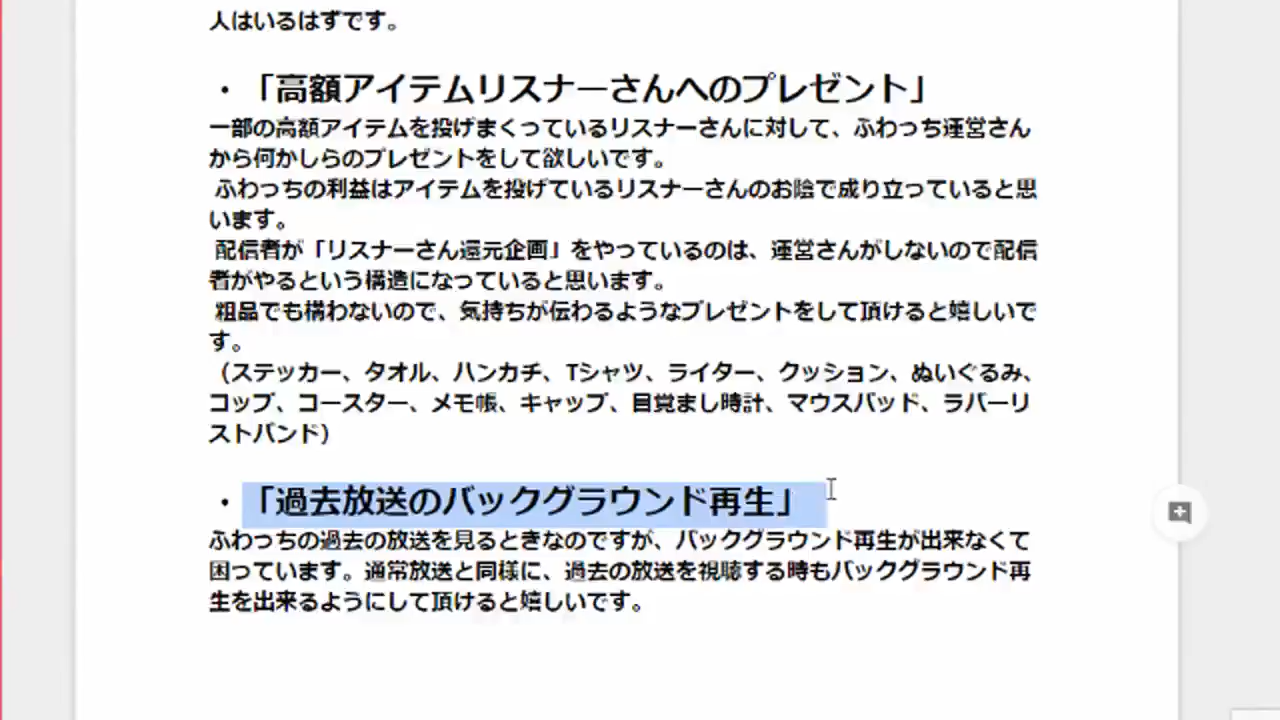 人はいるはずです。
・「高額アイテムリスナーさんへのプレゼント」
一部の高額アイテムを投げまくっているリスナーさんに対して、ふわっち運営さん
から何かしらのプレゼントをして欲しいです。
ふわっちの利益はアイテムを投げているリスナーさんのお陰で成り立っていると思
います。
配信者が「リスナーさん還元企画」をやっているのは、運営さんがしないので配信
者がやるという構造になっていると思います。
粗品でも構わないので、気持ちが伝わるようなプレゼントをして頂けると嬉しいで
す。
（ステッカー、タオル、ハンカチ、Tシャツ、ライター、クッション、ぬいぐるみ、
コップ、コースター、メモ帳、キャップ、目覚まし時計、マウスパッド、ラバーリ
ストバンド）
・「過去放送のバックグラウンド再生」
ふわっちの過去の放送を見るときなのですが、バックグラウンド再生が出来なくて
困っています。通常放送と同様に、過去の放送を視聴する時もバックグラウンド再
生を出来るようにして頂けると嬉しいです。